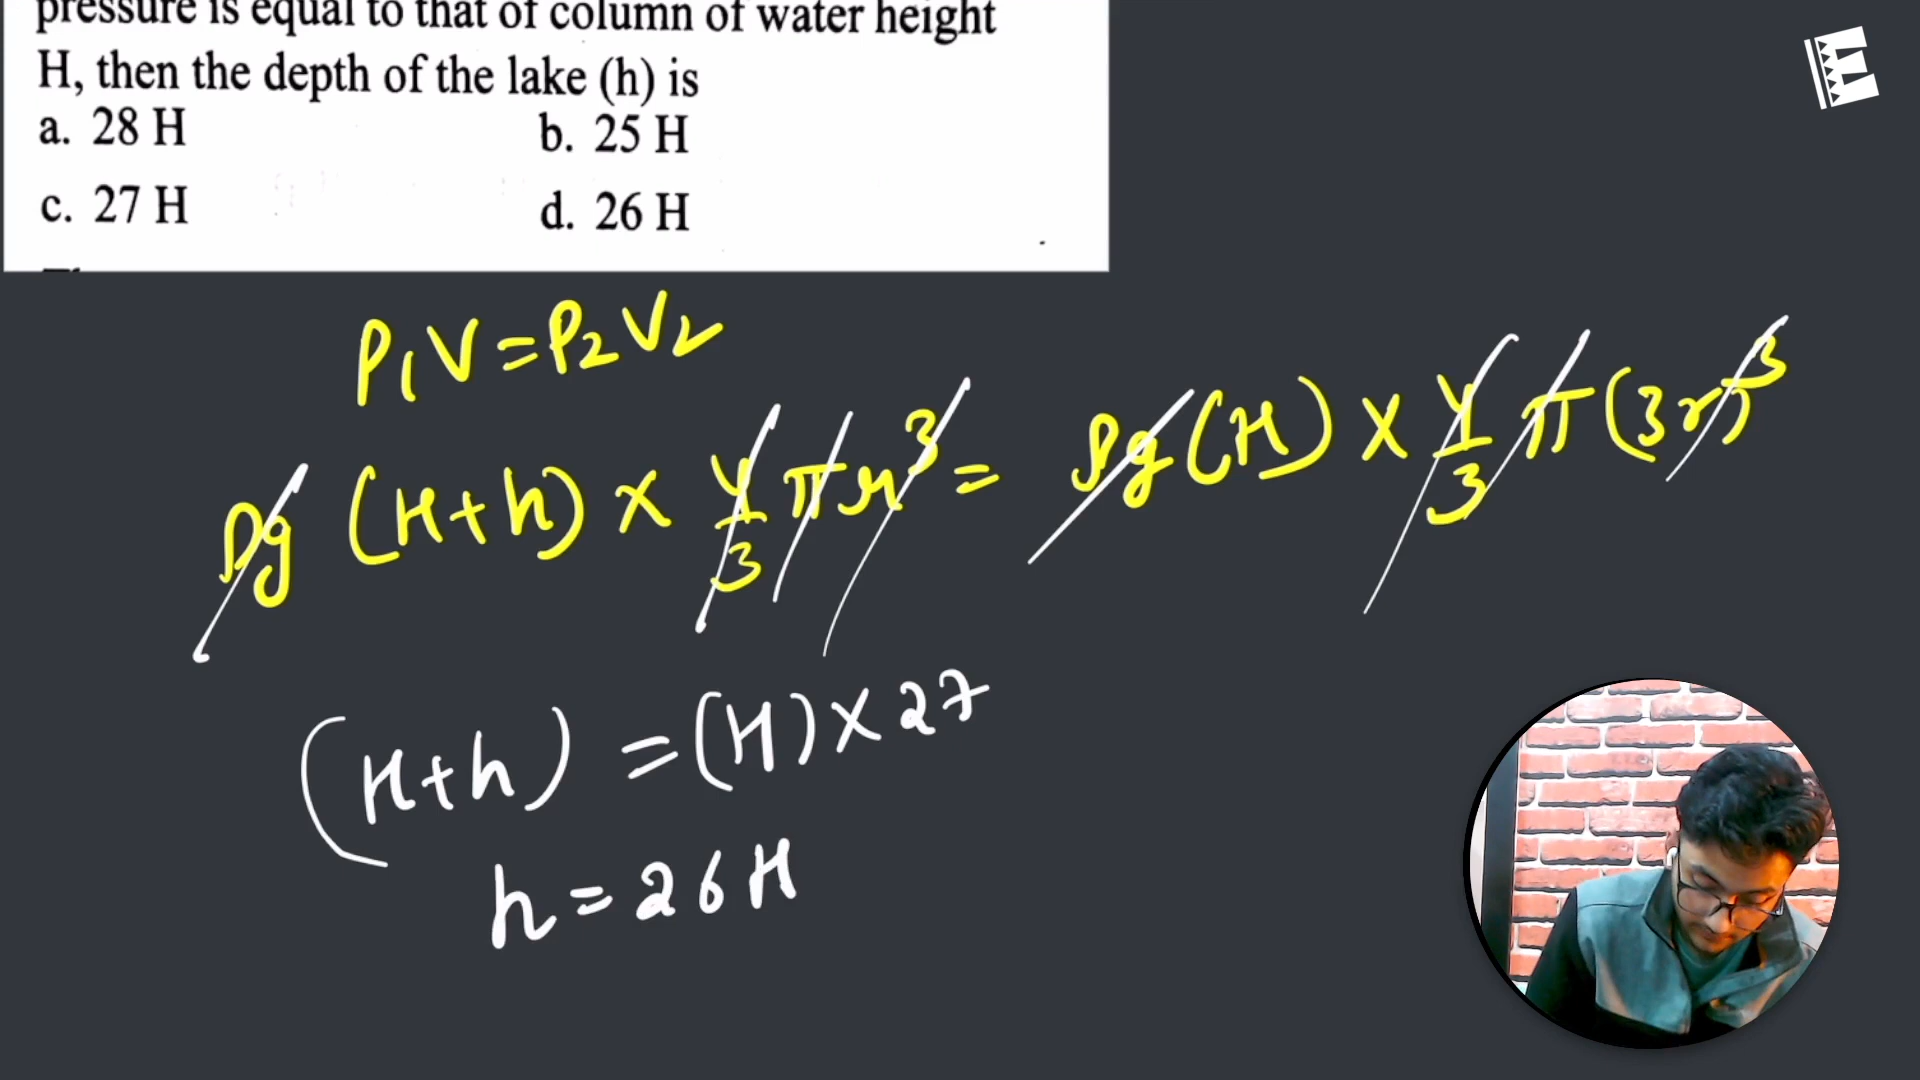 pressure is equal to that of column of water height
H, then the depth of the lake (h) is
a. 28 H
b. 25 H
c. 27 H
d. 26 H
P₁V = P₂V₂
ρg (H+h) × 4/3 πr³ = ρg(H) × 4/3 π(3r)³
(H+h) = (H) × 27
h = 26H
E